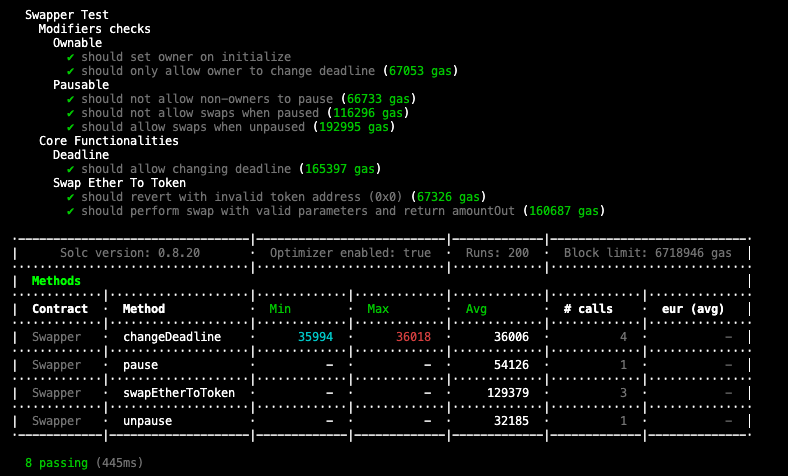 Swapper Test
Modifiers checks
Ownable
✔ should set owner on initialize
✔ should only allow owner to change deadline (67053 gas)
Pausable
✔ should not allow non-owners to pause (66733 gas)
✔ should not allow swaps when paused (116296 gas)
✔ should allow swaps when unpaused (192995 gas)
Core Functionalities
Deadline
✔ should allow changing deadline (165397 gas)
Swap Ether To Token
✔ should revert with invalid token address (0x0) (67326 gas)
✔ should perform swap with valid parameters and return amountOut (160687 gas)
| Solc version: 0.8.20 · Optimizer enabled: true · Runs: 200 · Block limit: 6718946 gas |
| Methods |
| Contract · Method · Min · Max · Avg · # calls · eur (avg) |
| Swapper · changeDeadline · 35994 · 36018 · 36006 · 4 · – |
| Swapper · pause · – · – · 54126 · 1 · – |
| Swapper · swapEtherToToken · – · – · 129379 · 3 · – |
| Swapper · unpause · – · – · 32185 · 1 · – |
8 passing (445ms)